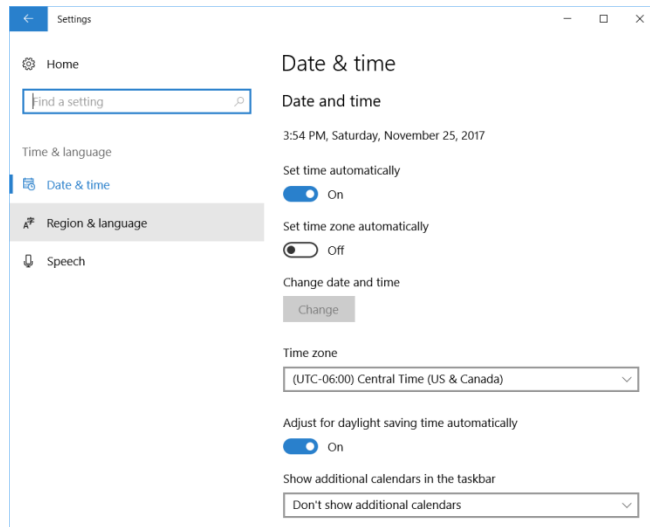 Settings
Home
Find a setting
Time & language
Date & time
Region & language
Speech
Date & time
Date and time
3:54 PM, Saturday, November 25, 2017
Set time automatically
On
Set time zone automatically
Off
Change date and time
Change
Time zone
(UTC-06:00) Central Time (US & Canada)
Adjust for daylight saving time automatically
On
Show additional calendars in the taskbar
Don't show additional calendars